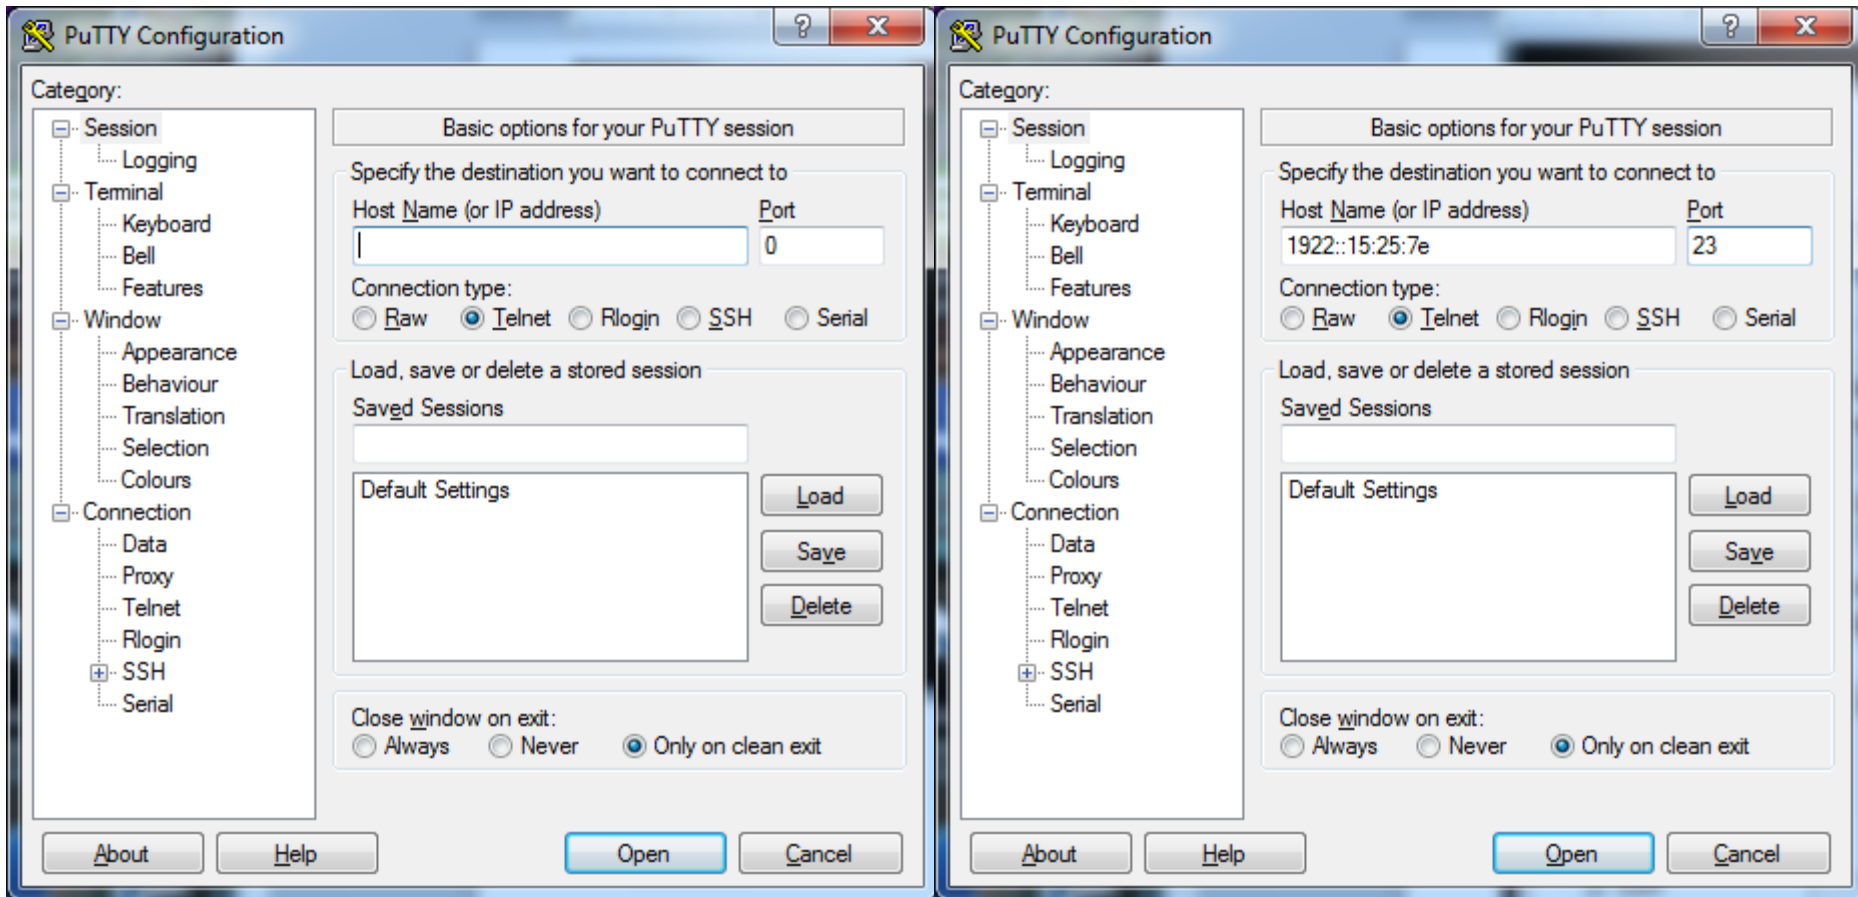 PuTTY Configuration
Category:
Session
Logging
Terminal
Keyboard
Bell
Features
Window
Appearance
Behaviour
Translation
Selection
Colours
Connection
Data
Proxy
Telnet
Rlogin
SSH
Serial
Basic options for your PuTTY session
Specify the destination you want to connect to
Host Name (or IP address) Port
0
Connection type:
Raw Telnet Rlogin SSH Serial
Load, save or delete a stored session
Saved Sessions
Default Settings
Load
Save
Delete
Close window on exit:
Always Never Only on clean exit
About Help Open Cancel
PuTTY Configuration
Category:
Session
Logging
Terminal
Keyboard
Bell
Features
Window
Appearance
Behaviour
Translation
Selection
Colours
Connection
Data
Proxy
Telnet
Rlogin
SSH
Serial
Basic options for your PuTTY session
Specify the destination you want to connect to
Host Name (or IP address) Port
1922::15:25:7e 23
Connection type:
Raw Telnet Rlogin SSH Serial
Load, save or delete a stored session
Saved Sessions
Default Settings
Load
Save
Delete
Close window on exit:
Always Never Only on clean exit
About Help Open Cancel